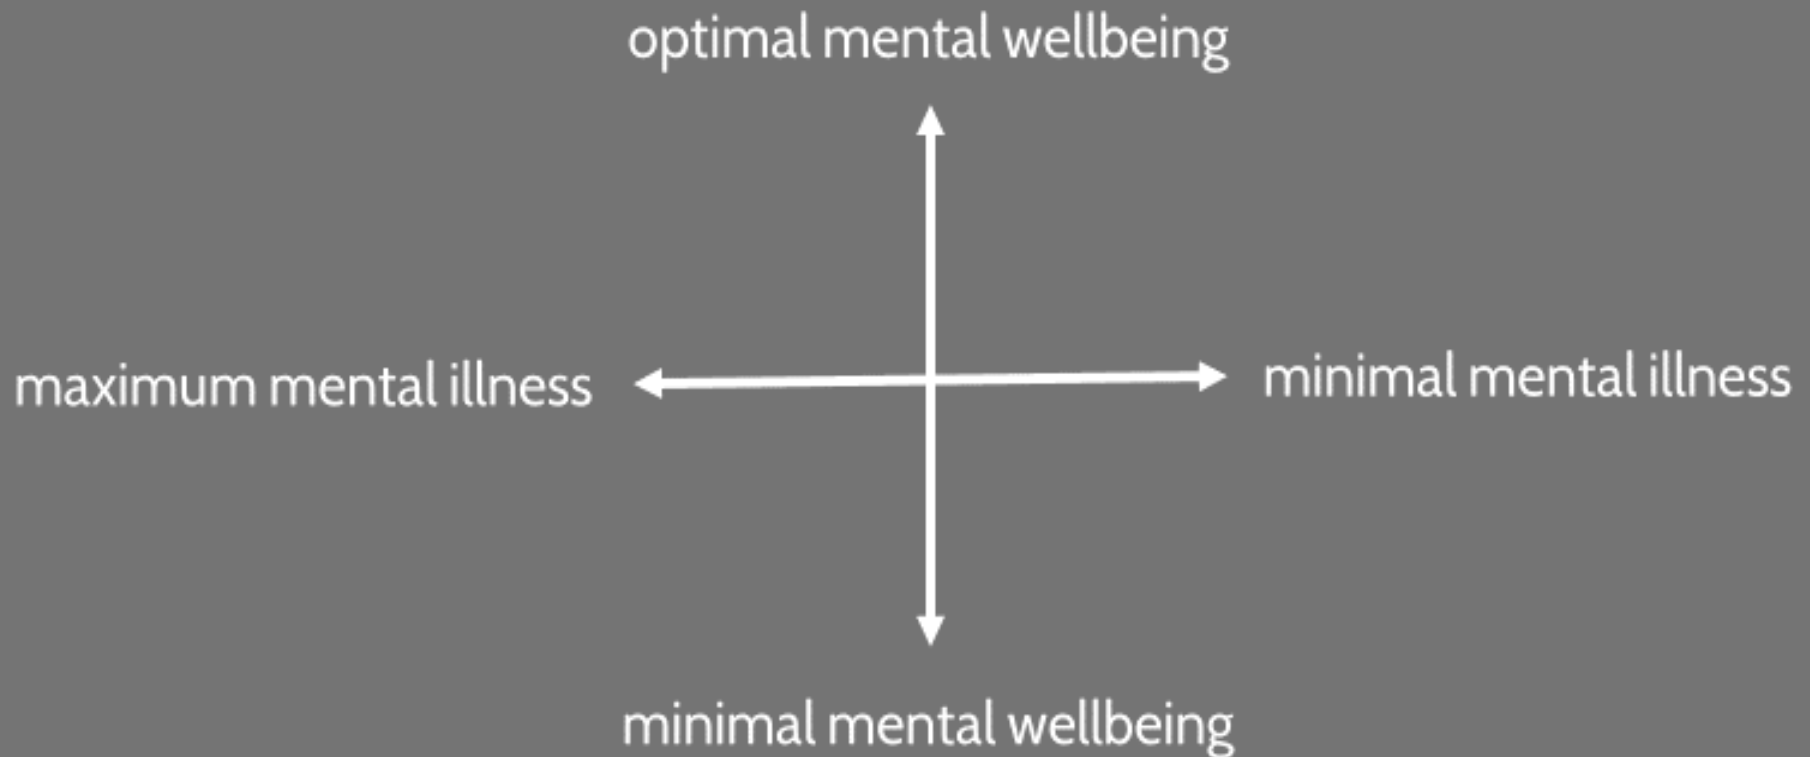 optimal mental wellbeing
maximum mental illness
minimal mental illness
minimal mental wellbeing